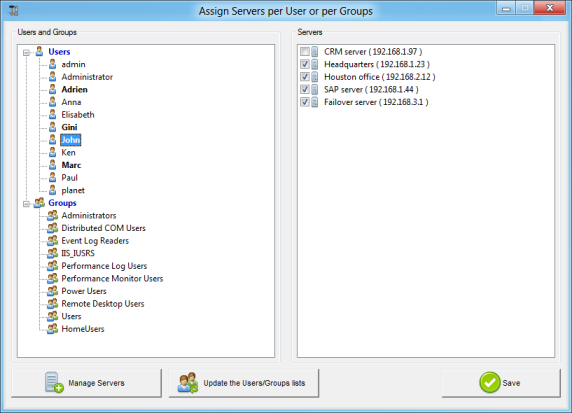 Assign Servers per User or per Groups
Users and Groups
Users
admin
Administrator
Adrien
Anna
Elisabeth
Gini
John
Ken
Marc
Paul
planet
Groups
Administrators
Distributed COM Users
Event Log Readers
IIS_IUSRS
Performance Log Users
Performance Monitor Users
Power Users
Remote Desktop Users
Users
HomeUsers
Servers
CRM server ( 192.168.1.97 )
Headquarters ( 192.168.1.23 )
Houston office ( 192.168.2.12 )
SAP server ( 192.168.1.44 )
Failover server ( 192.168.3.1 )
Manage Servers
Update the Users/Groups lists
Save